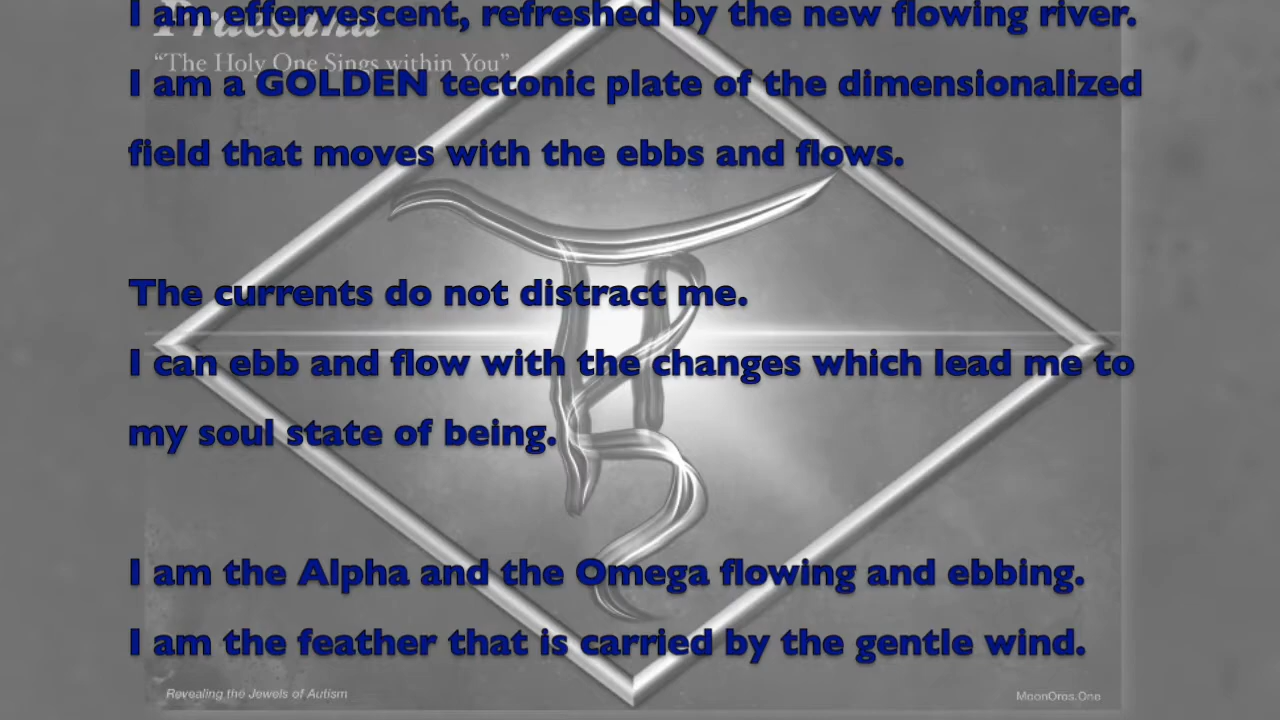 I am effervescent, refreshed by the new flowing river.
"The Holy One Sings within You"
I am a GOLDEN tectonic plate of the dimensionalized
field that moves with the ebbs and flows.
The currents do not distract me.
I can ebb and flow with the changes which lead me to
my soul state of being.
I am the Alpha and the Omega flowing and ebbing.
I am the feather that is carried by the gentle wind.
Revealing the Jewels of Autism
MoonOros.One